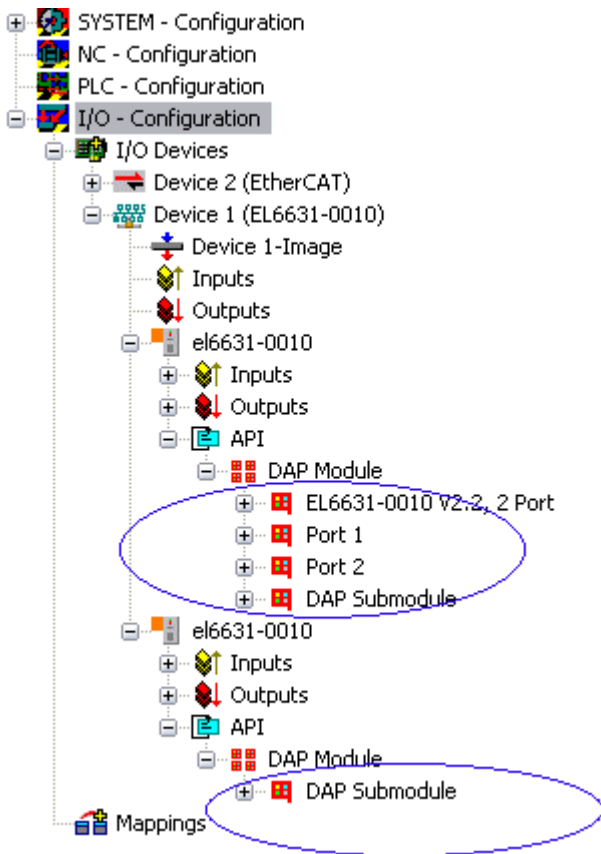 SYSTEM - Configuration
NC - Configuration
PLC - Configuration
I/O - Configuration
I/O Devices
Device 2 (EtherCAT)
Device 1 (EL6631-0010)
Device 1-Image
Inputs
Outputs
el6631-0010
Inputs
Outputs
API
DAP Module
EL6631-0010 V2.2, 2 Port
Port 1
Port 2
DAP Submodule
el6631-0010
Inputs
Outputs
API
DAP Module
DAP Submodule
Mappings